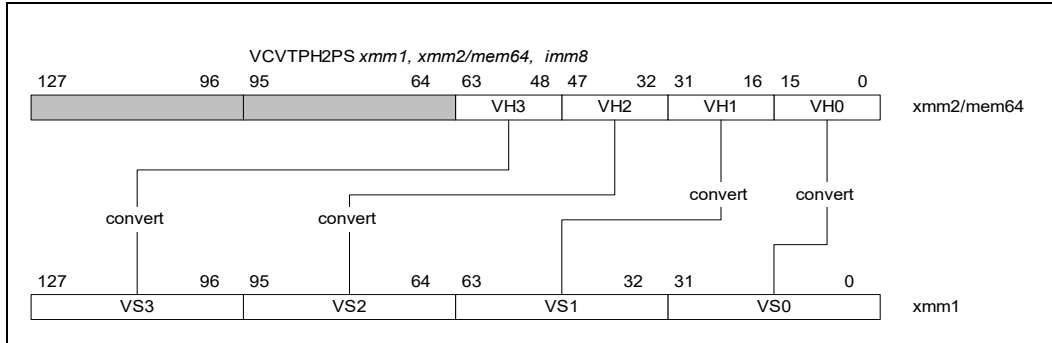 VCVTPH2PS xmm1, xmm2/mem64, imm8
127 96 95 64 63 48 47 32 31 16 15 0
VH3 VH2 VH1 VH0 xmm2/mem64
convert convert convert convert
127 96 95 64 63 32 31 0
VS3 VS2 VS1 VS0 xmm1